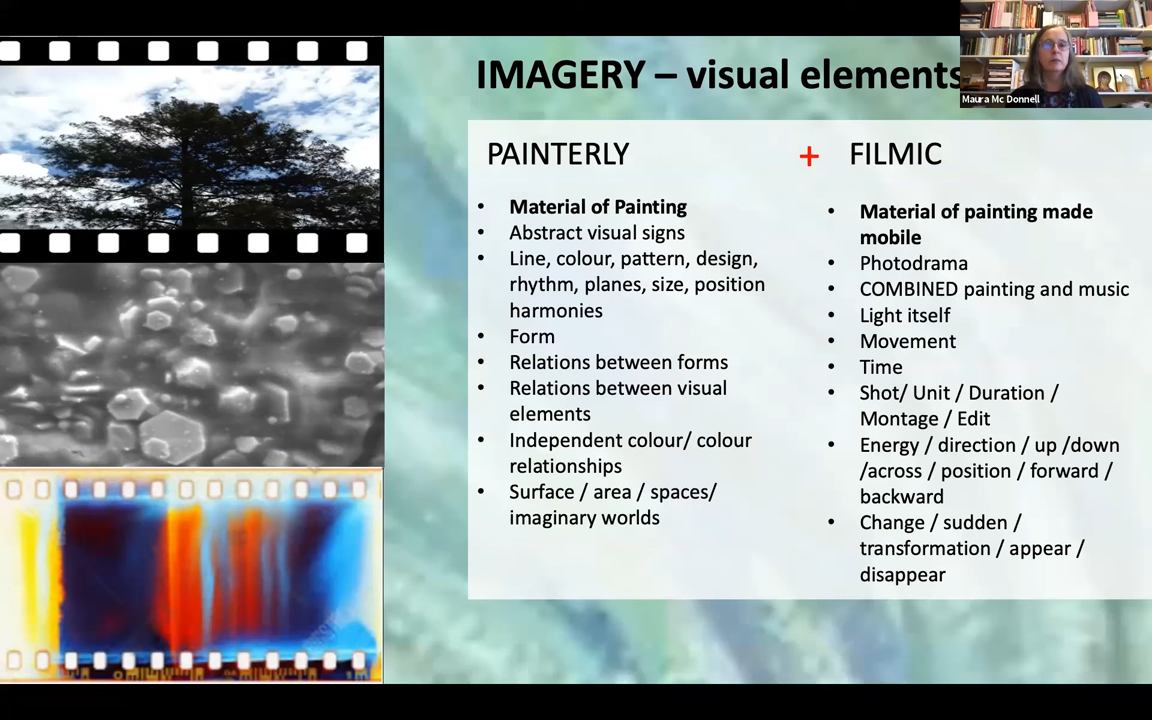 IMAGERY – visual elements
Maura Mc Donnell
PAINTERLY
• Material of Painting
• Abstract visual signs
• Line, colour, pattern, design,
rhythm, planes, size, position
harmonies
• Form
• Relations between forms
• Relations between visual
elements
• Independent colour/ colour
relationships
• Surface / area / spaces/
imaginary worlds
+ FILMIC
• Material of painting made
mobile
• Photodrama
• COMBINED painting and music
• Light itself
• Movement
• Time
• Shot/ Unit / Duration /
Montage / Edit
• Energy / direction / up /down
/across / position / forward /
backward
• Change / sudden /
transformation / appear /
disappear